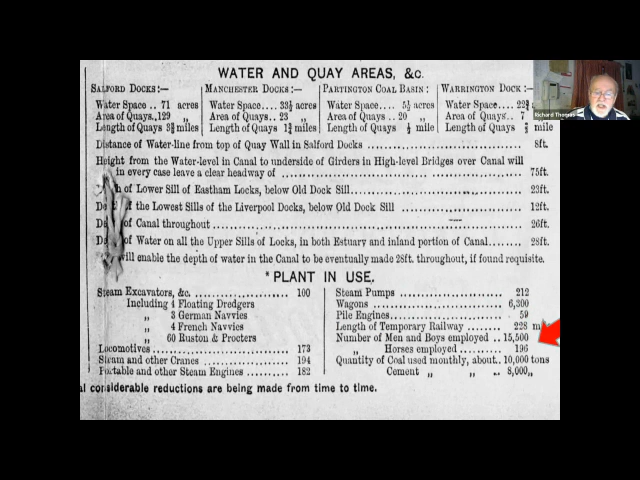 WATER AND QUAY AREAS, &c.
SALFORD DOCKS:— MANCHESTER DOCKS:— PARTINGTON COAL BASIN: WARRINGTON DOCK:—
Water Space.. 71 acres Water Space.... 33½ acres Water Space.... 5½ acres Water Space....
Area of Quays.129 „ Area of Quays.. 23 „ Area of Quays.. 20 „ Area of Quays.. 7
Length of Quays Length of Quays Length of Quays ½ mile Length of Quays mile
Distance of Water-line from top of Quay Wall in Salford Docks 8ft.
Height from the Water-level in Canal to underside of Girders in High-level Bridges over Canal will
in every case leave a clear headway of 75ft.
of Lower Sill of Eastham Locks, below Old Dock Sill 23ft.
of the Lowest Sills of the Liverpool Docks, below Old Dock Sill 12ft.
of Canal throughout 26ft.
of Water on all the Upper Sills of Locks, in both Estuary and inland portion of Canal 28ft.
will enable the depth of water in the Canal to be eventually made 28ft. throughout, if found requisite.
*PLANT IN USE.
Steam Excavators, &c. 100
Including 4 Floating Dredgers
„ 3 German Navvies
„ 4 French Navvies
„ 60 Ruston & Procters
Locomotives 173
Steam and other Cranes 194
Portable and other Steam Engines 182
Steam Pumps 212
Wagons 6,300
Pile Engines 59
Length of Temporary Railway 228
Number of Men and Boys employed .. 15,500
„ Horses employed 196
Quantity of Coal used monthly, about.. 10,000 tons
Cement „ „ .. 8,000 „
considerable reductions are being made from time to time.
Richard Thomas